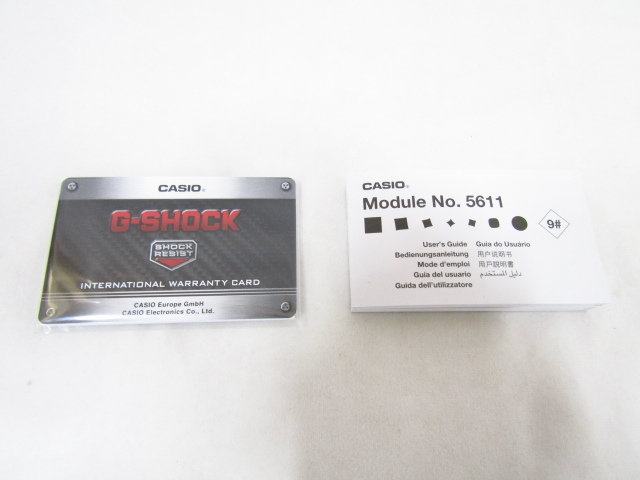 CASIO®
G-SHOCK
SHOCK
RESIST
INTERNATIONAL WARRANTY CARD
CASIO Europe GmbH
CASIO Electronics Co., Ltd.
CASIO®
Module No. 5611
9#
User's Guide Guia do Usuário
Bedienungsanleitung 用户说明书
Mode d'emploi 用戶說明書
Guía del usuario دليل المستخدم
Guida dell'utilizzatore